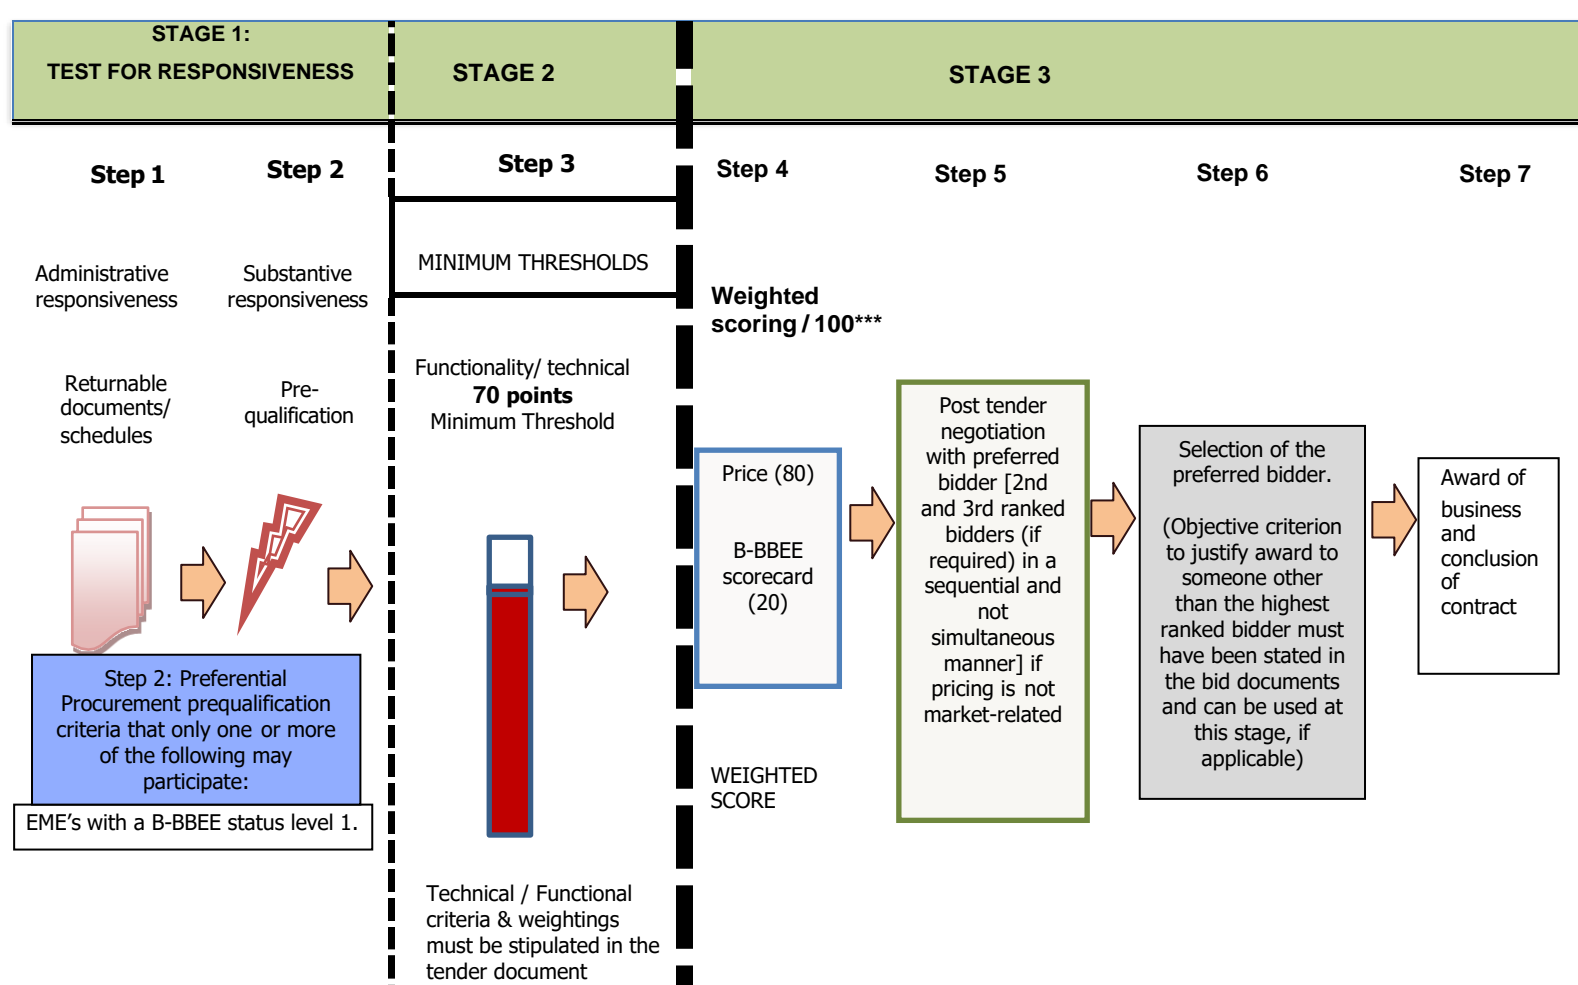 STAGE 1:
TEST FOR RESPONSIVENESS
STAGE 2
STAGE 3
Step 1
Step 2
Step 3
Step 4
Step 5
Step 6
Step 7
Administrative
responsiveness
Substantive
responsiveness
MINIMUM THRESHOLDS
Weighted
scoring / 100***
Returnable
documents/
schedules
Pre-
qualification
Functionality/ technical
70 points
Minimum Threshold
Price (80)
B-BBEE
scorecard
(20)
Post tender
negotiation
with preferred
bidder [2nd
and 3rd ranked
bidders (if
required) in a
sequential and
not
simultaneous
manner] if
pricing is not
market-related
Selection of the
preferred bidder.
(Objective criterion
to justify award to
someone other
than the highest
ranked bidder must
have been stated in
the bid documents
and can be used at
this stage, if
applicable)
Award of
business
and
conclusion
of
contract
Step 2: Preferential
Procurement prequalification
criteria that only one or more
of the following may
participate:
EME’s with a B-BBEE status level 1.
WEIGHTED
SCORE
Technical / Functional
criteria & weightings
must be stipulated in the
tender document